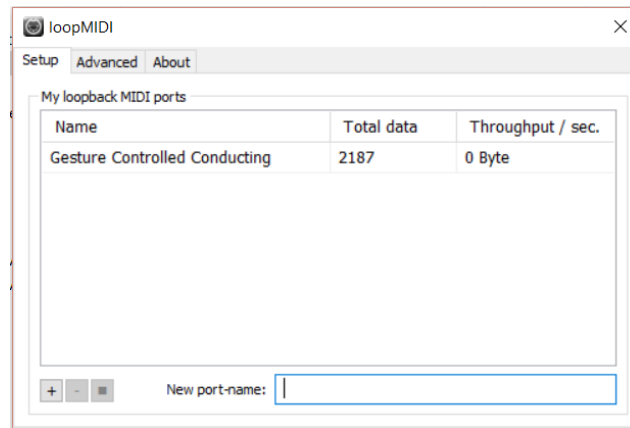 loopMIDI
Setup Advanced About
My loopback MIDI ports
Name Total data Throughput / sec.
Gesture Controlled Conducting 2187 0 Byte
+ - New port-name: